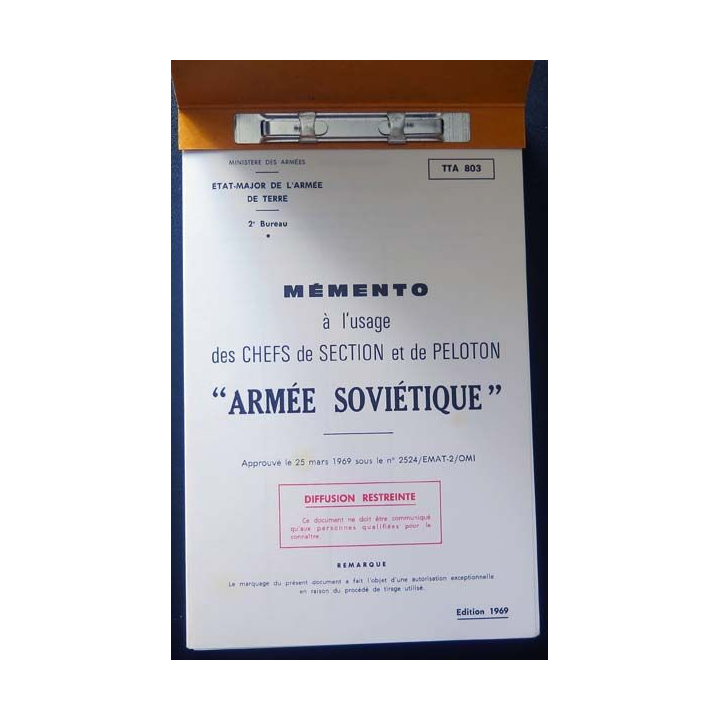 MINISTÈRE DES ARMÉES
ÉTAT-MAJOR DE L'ARMÉE
DE TERRE
2e Bureau
TTA 803
MÉMENTO
à l'usage
des CHEFS de SECTION et de PELOTON
“ARMÉE SOVIÉTIQUE”
Approuvé le 25 mars 1969 sous le n° 2524/EMAT-2/OMI
DIFFUSION RESTREINTE
Ce document ne doit être communiqué
qu'aux personnes qualifiées pour le
connaître.
REMARQUE
Le marquage du présent document a fait l'objet d'une autorisation exceptionnelle
en raison du procédé de tirage utilisé.
Edition 1969